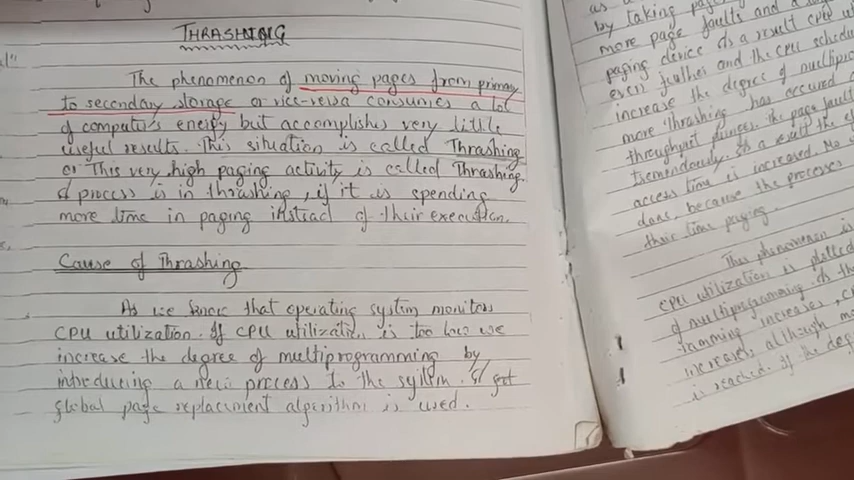 THRASHING
The phenomenon of moving pages from primary
to secondary storage or vice-versa consumes a lot
of computer's energy but accomplishes very little
useful results. This situation is called Thrashing
or This very high paging activity is called Thrashing.
A process is in thrashing, if it is spending
more time in paging instead of their execution.
Cause of Thrashing
As we know that operating system monitors
CPU utilization. If CPU utilization is too low we
increase the degree of multiprogramming by
introducing a new process to the system.
global page replacement algorithm is used.
by taking
more page faults and a
paging device. As a result CPU
even further and the CPU
increase the degree of
more Thrashing has occured
throughput the page fault
tremendously. As a result the
access time is increased. No
done, because the processes
their time paging.
This phenomenon is
CPU utilization is
of multiprogramming. As the
increases,
increases although
is reached. If the